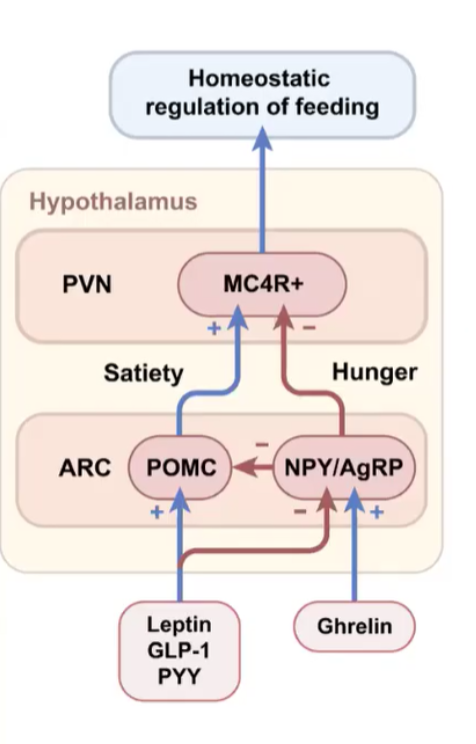 Homeostatic
regulation of feeding
Hypothalamus
PVN
MC4R+
+
−
Satiety
Hunger
ARC
POMC
−
NPY/AgRP
+
−
+
Leptin
GLP-1
PYY
Ghrelin